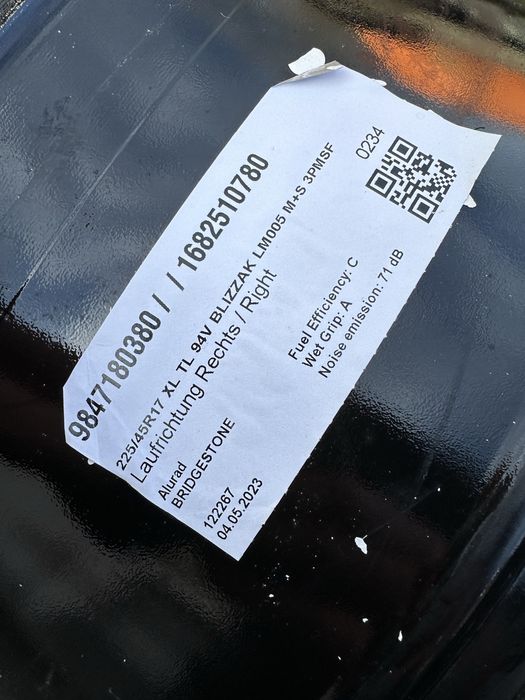 9847180380 / / 1682510780
225/45R17 XL TL 94V BLIZZAK LM005 M+S 3PMSF
Laufrichtung Rechts / Right
0234
Alurad
BRIDGESTONE
Fuel Efficiency: C
Wet Grip: A
Noise emission: 71 dB
122267
04.05.2023